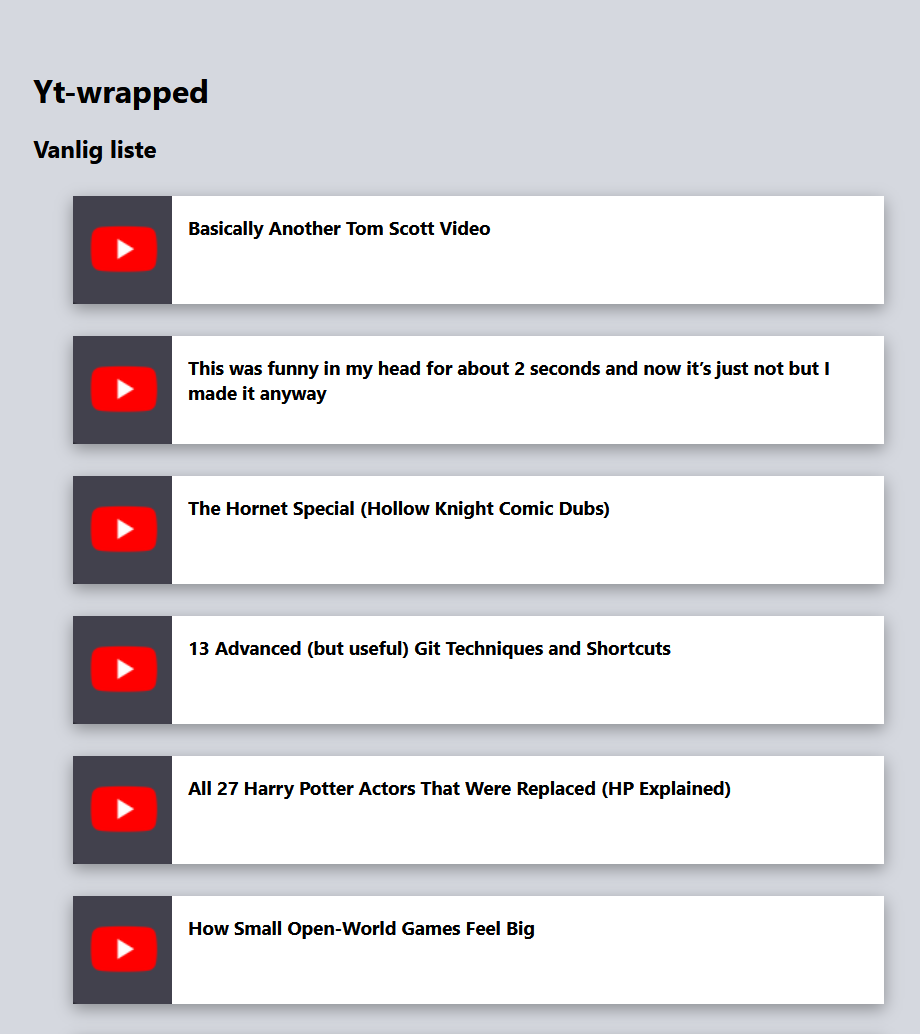 Yt-wrapped
Vanlig liste
Basically Another Tom Scott Video
This was funny in my head for about 2 seconds and now it’s just not but I
made it anyway
The Hornet Special (Hollow Knight Comic Dubs)
13 Advanced (but useful) Git Techniques and Shortcuts
All 27 Harry Potter Actors That Were Replaced (HP Explained)
How Small Open-World Games Feel Big